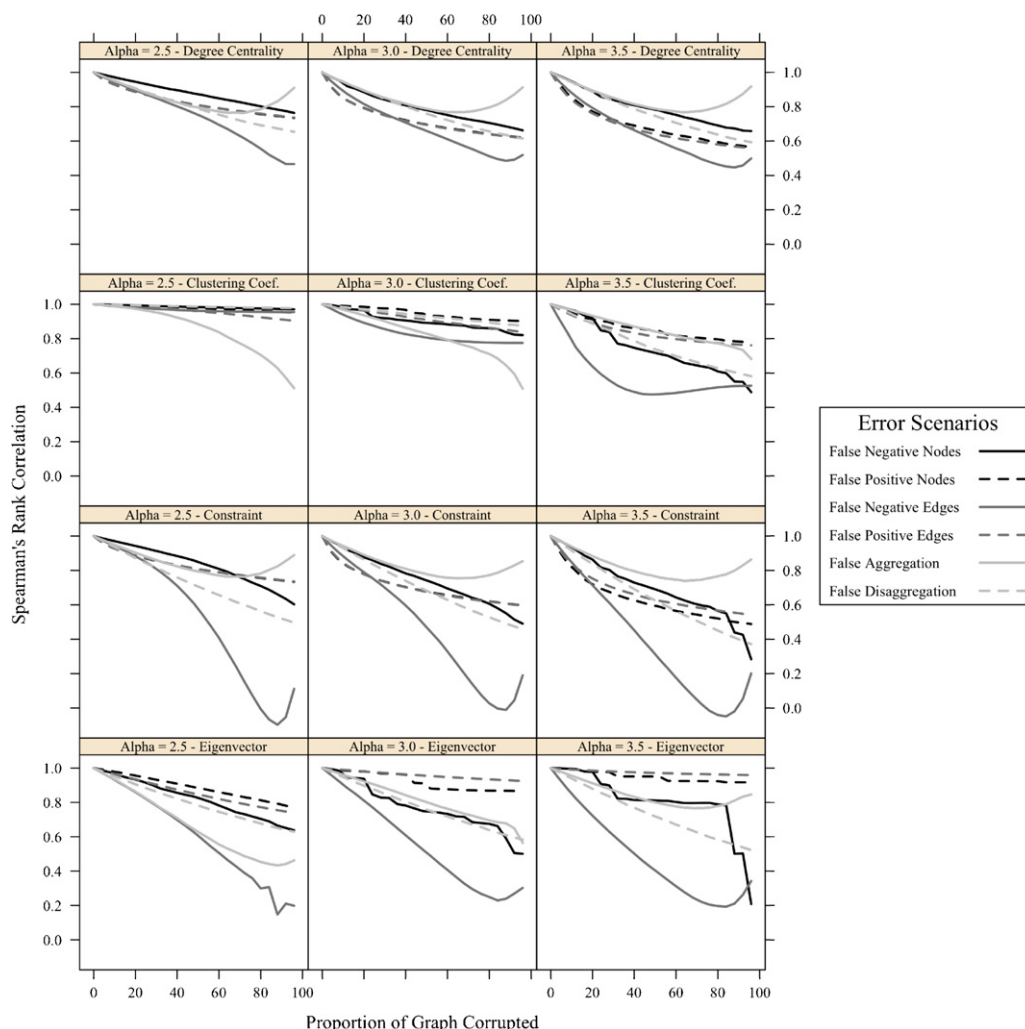 0 20 40 60 80 100
Alpha = 2.5 - Degree Centrality
Alpha = 3.0 - Degree Centrality
Alpha = 3.5 - Degree Centrality
1.0
0.8
0.6
0.4
0.2
0.0
Alpha = 2.5 - Clustering Coef.
Alpha = 3.0 - Clustering Coef.
Alpha = 3.5 - Clustering Coef.
1.0
0.8
0.6
0.4
0.2
0.0
Alpha = 2.5 - Constraint
Alpha = 3.0 - Constraint
Alpha = 3.5 - Constraint
1.0
0.8
0.6
0.4
0.2
0.0
Alpha = 2.5 - Eigenvector
Alpha = 3.0 - Eigenvector
Alpha = 3.5 - Eigenvector
1.0
0.8
0.6
0.4
0.2
0.0
0 20 40 60 80 100
0 20 40 60 80 100
Spearman's Rank Correlation
Proportion of Graph Corrupted
Error Scenarios
False Negative Nodes
False Positive Nodes
False Negative Edges
False Positive Edges
False Aggregation
False Disaggregation